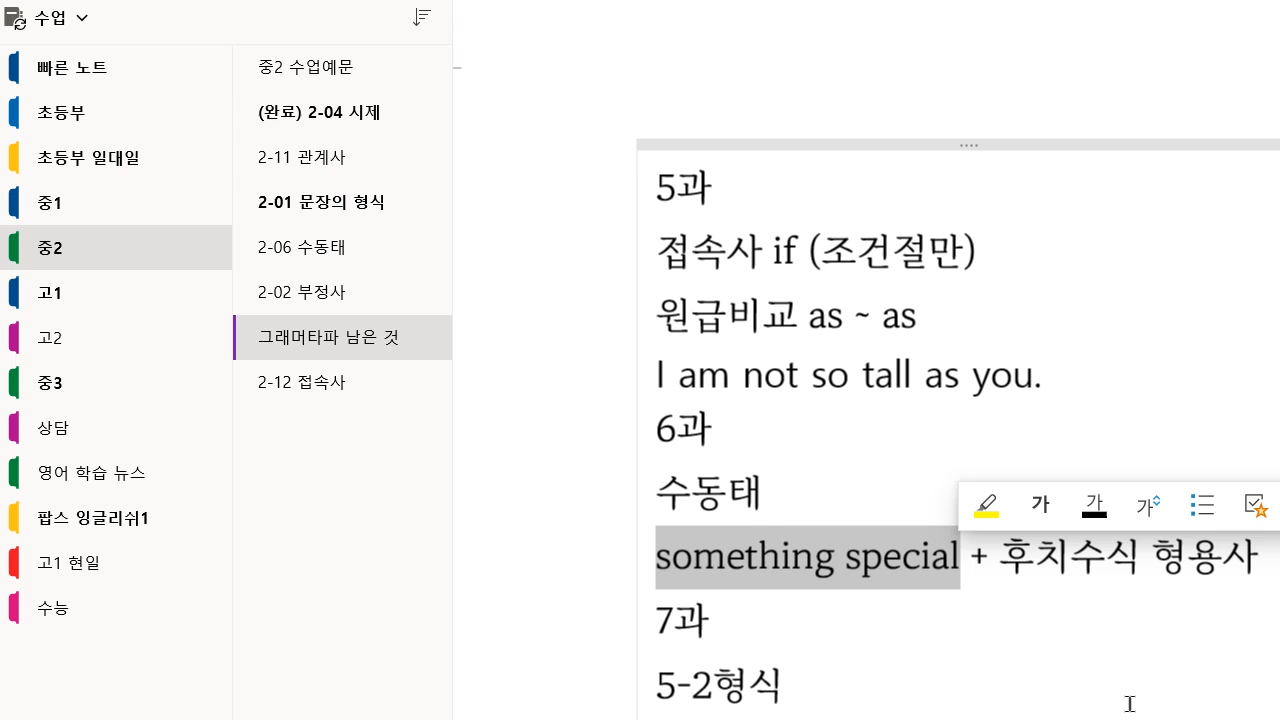 수업
빠른 노트
초등부
초등부 일대일
중1
중2
고1
고2
중3
상담
영어 학습 뉴스
팝스 잉글리쉬1
고1 현일
수능
중2 수업예문
(완료) 2-04 시제
2-11 관계사
2-01 문장의 형식
2-06 수동태
2-02 부정사
그래머타파 남은 것
2-12 접속사
5과
접속사 if (조건절만)
원급비교 as ~ as
I am not so tall as you.
6과
수동태
가 가 가
something special + 후치수식 형용사
7과
5-2형식